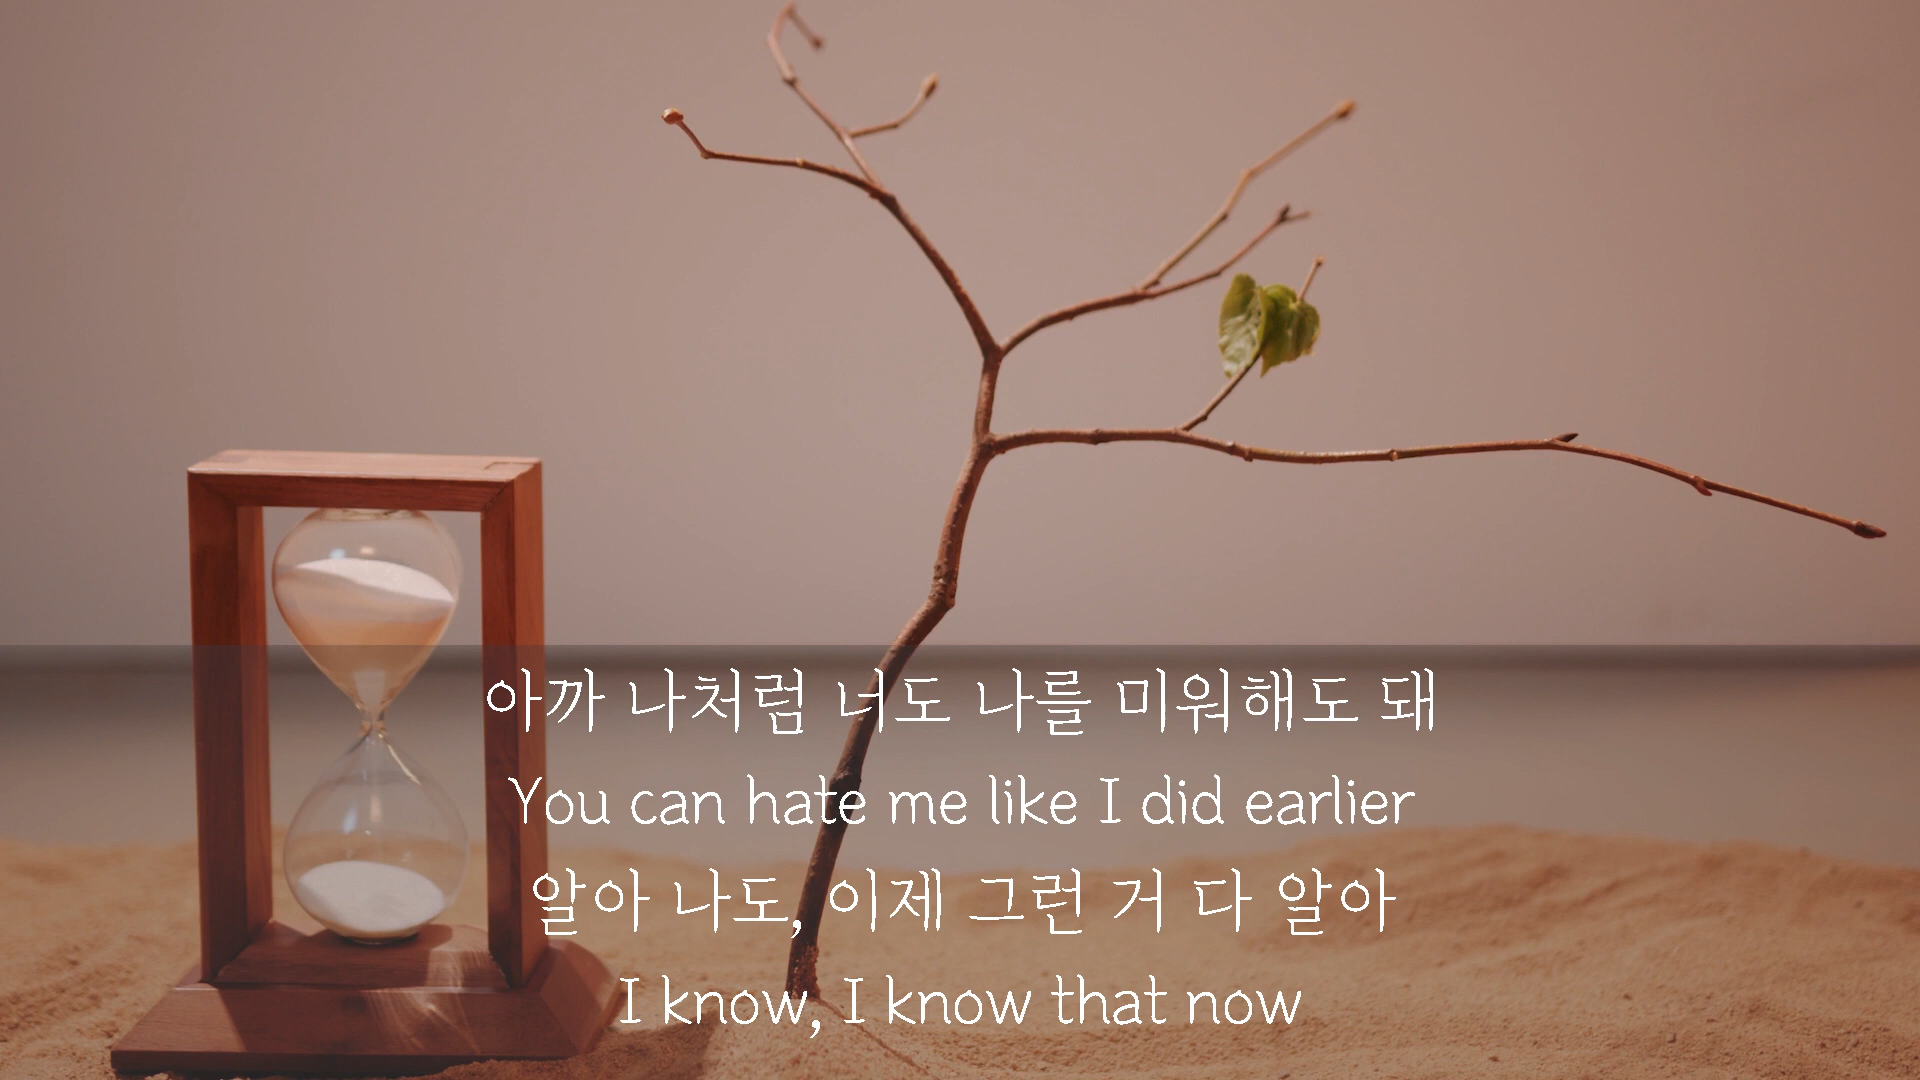 아까 나처럼 너도 나를 미워해도 돼
You can hate me like I did earlier
알아 나도, 이제 그런 거 다 알아
I know, I know that now